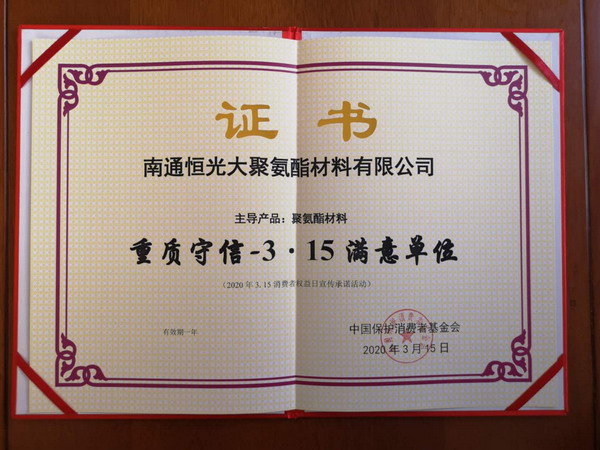 证书
南通恒光大聚氨酯材料有限公司
主导产品：聚氨酯材料
重质守信-3·15满意单位
（2020年3.15消费者权益日宣传承诺活动）
有效期一年
中国保护消费者基金会
2020年3月15日